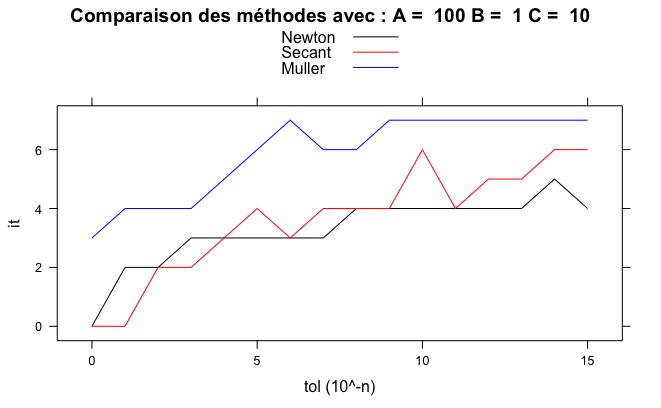 Comparaison des méthodes avec : A = 100 B = 1 C = 10
Newton
Secant
Muller
6
4
2
0
it
0 5 10 15
tol (10^-n)